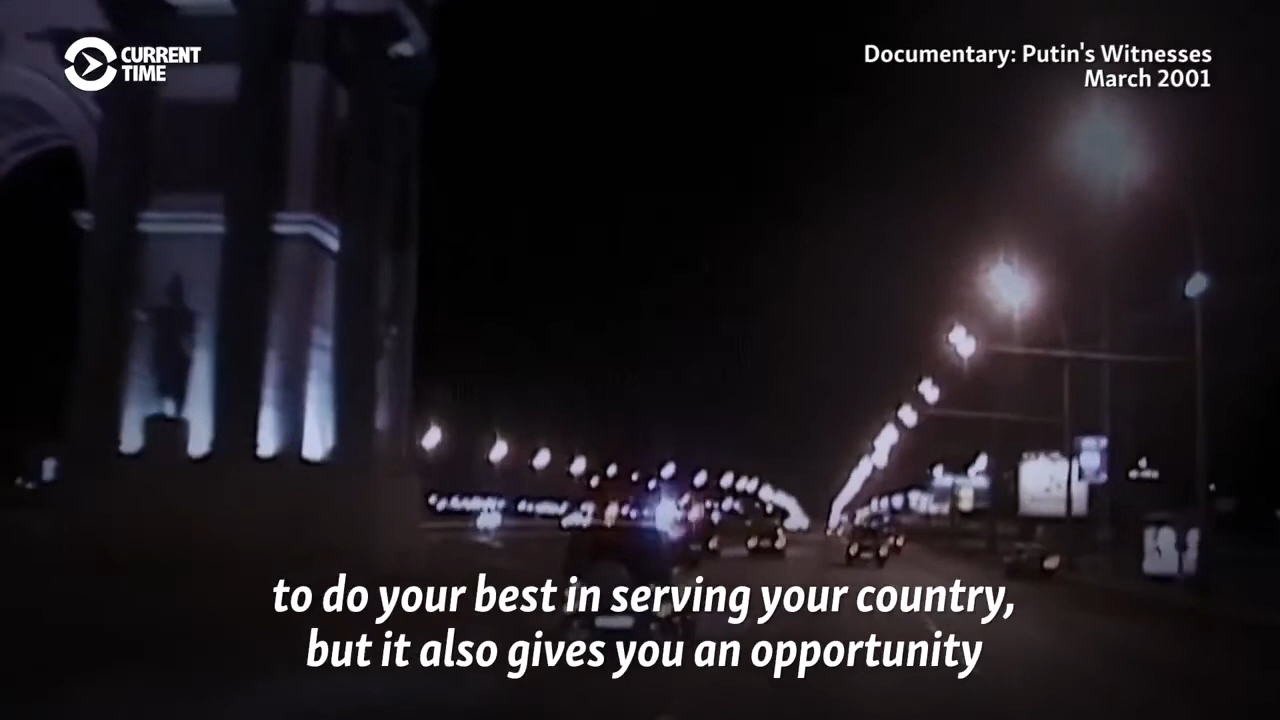 CURRENT
TIME
Documentary: Putin's Witnesses
March 2001
to do your best in serving your country,
but it also gives you an opportunity